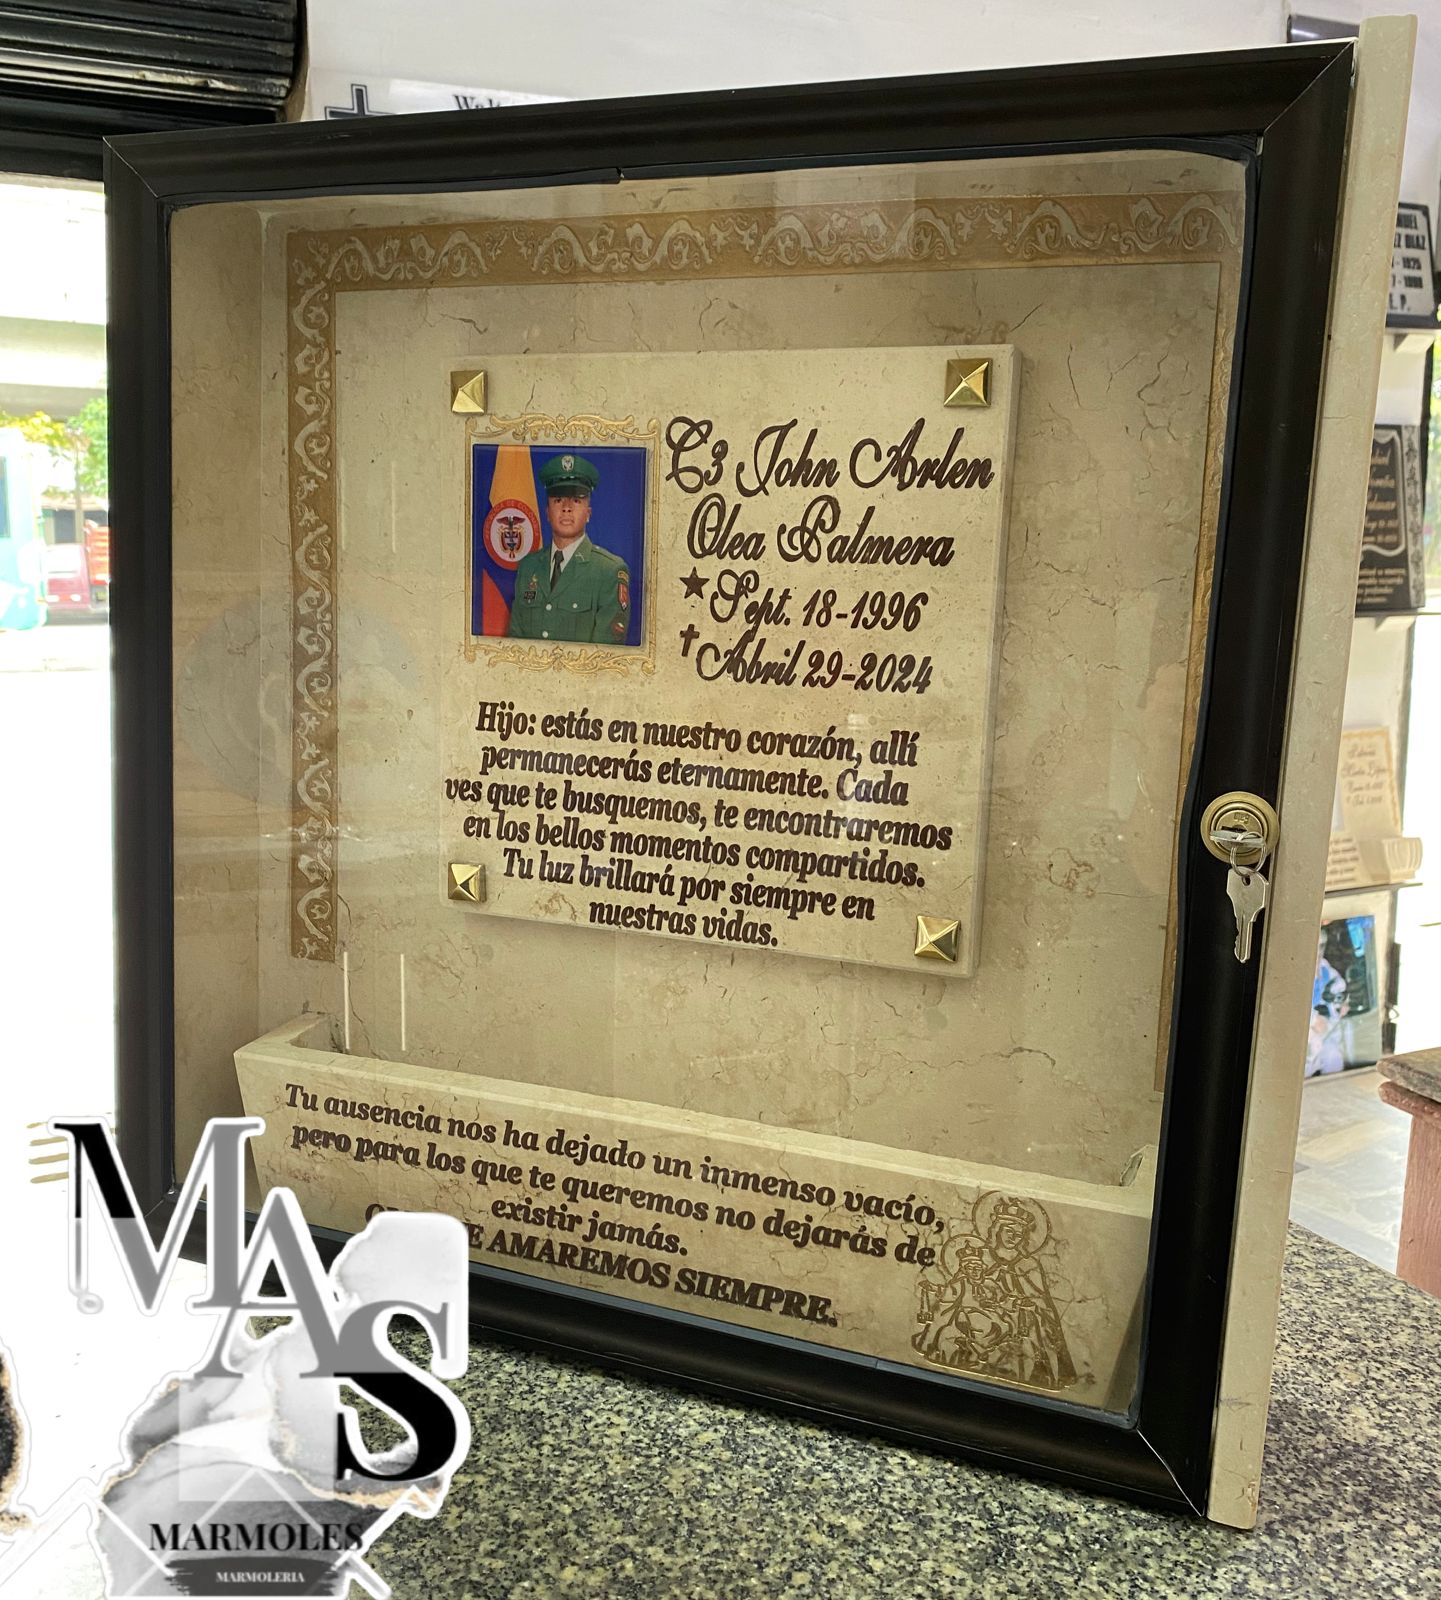 C3 John Arlen
Olea Palmera
Sept. 18-1996
Abril 29-2024
Hijo: estás en nuestro corazón, allí
permanecerás eternamente. Cada
ves que te busquemos, te encontraremos
en los bellos momentos compartidos.
Tu luz brillará por siempre en
nuestras vidas.
Tu ausencia nos ha dejado un inmenso vacío,
pero para los que te queremos no dejarás de
existir jamás.
AMAREMOS SIEMPRE.
MAS
MARMOLES
MARMOLERIA